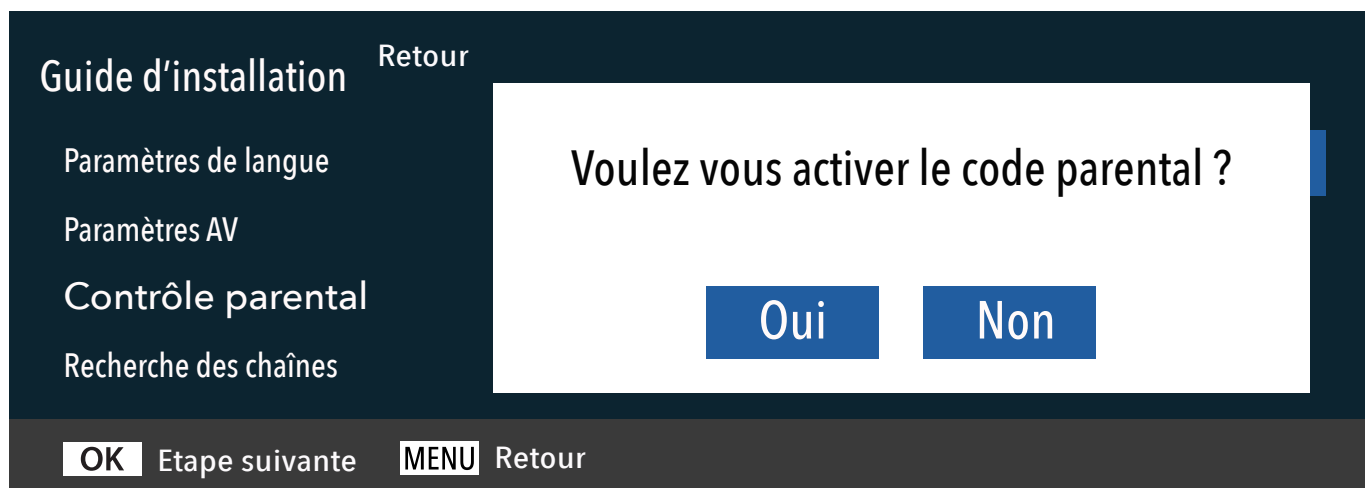 Guide d’installation
Retour
Paramètres de langue
Paramètres AV
Contrôle parental
Recherche des chaînes
Voulez vous activer le code parental ?
Oui Non
OK Etape suivante MENU Retour